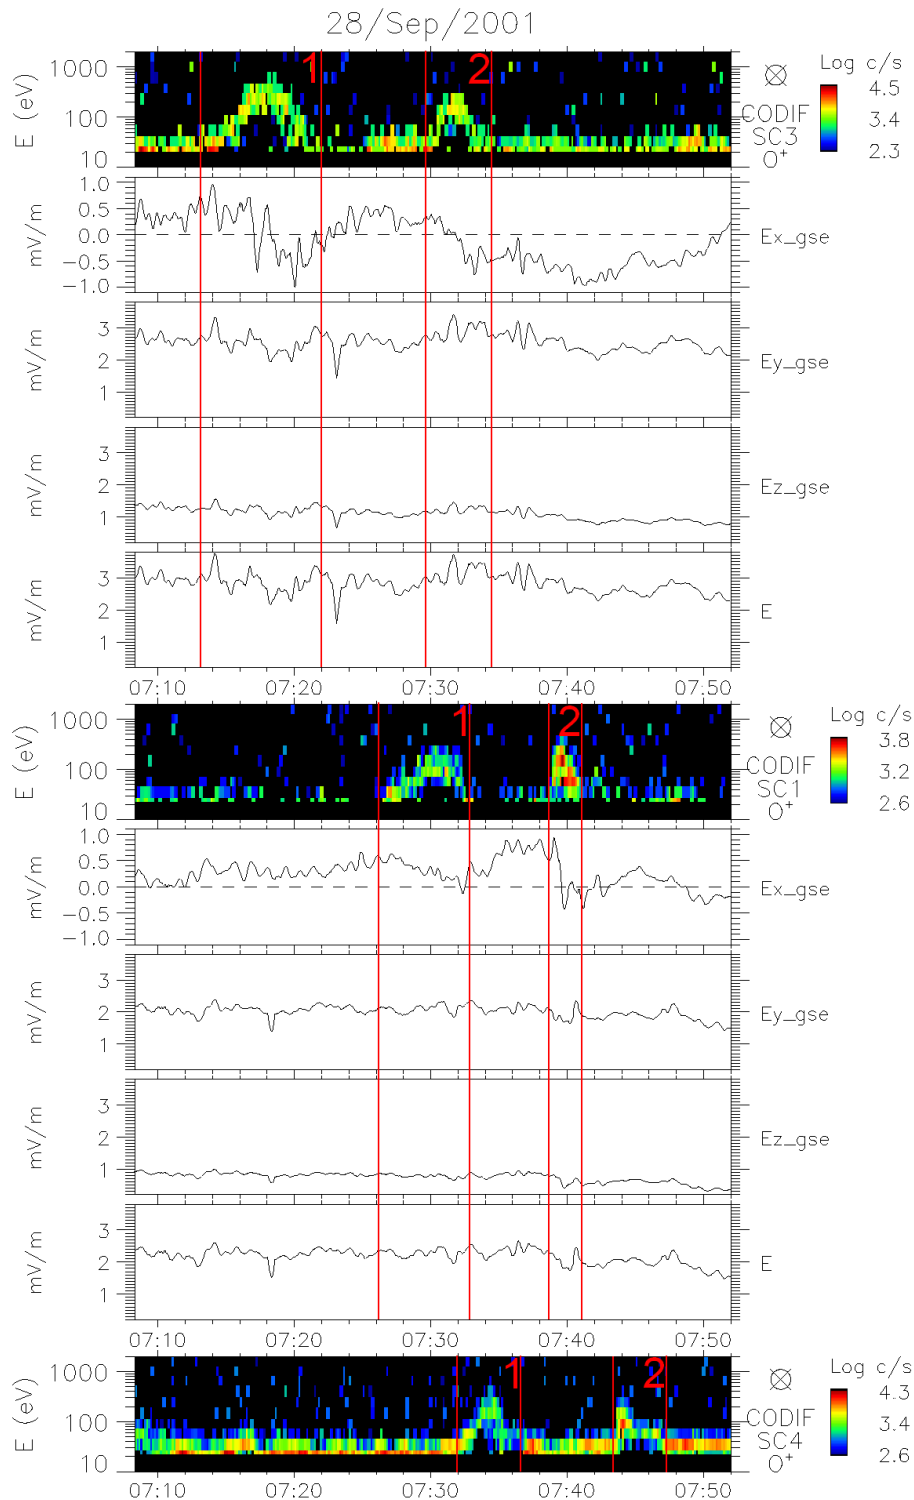 28/Sep/2001
1 2
Log c/s
1000
100
10
E (eV)
4.5
3.4
2.3
CODIF
SC3
O+
1.0
0.5
0.0
−0.5
−1.0
mV/m
Ex_gse
3
2
1
mV/m
Ey_gse
3
2
1
mV/m
Ez_gse
3
2
1
mV/m
E
07:10 07:20 07:30 07:40 07:50
1 2
Log c/s
1000
100
10
E (eV)
3.8
3.2
2.6
CODIF
SC1
O+
1.0
0.5
0.0
−0.5
−1.0
mV/m
Ex_gse
3
2
1
mV/m
Ey_gse
3
2
1
mV/m
Ez_gse
3
2
1
mV/m
E
07:10 07:20 07:30 07:40 07:50
1 2
Log c/s
1000
100
10
E (eV)
4.3
3.4
2.6
CODIF
SC4
O+
07:10 07:20 07:30 07:40 07:50